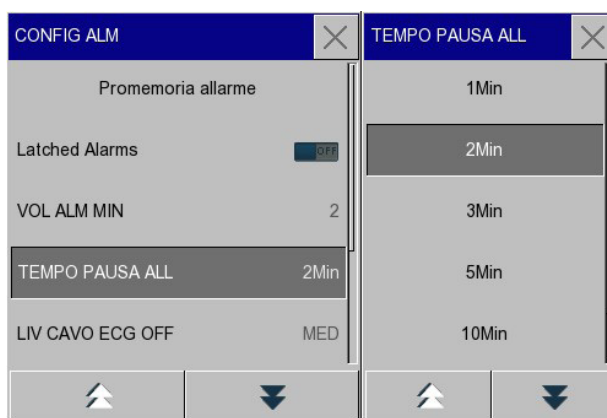 CONFIG ALM
Promemoria allarme
Latched Alarms OFF
VOL ALM MIN 2
TEMPO PAUSA ALL 2Min
LIV CAVO ECG OFF MED
TEMPO PAUSA ALL
1Min
2Min
3Min
5Min
10Min